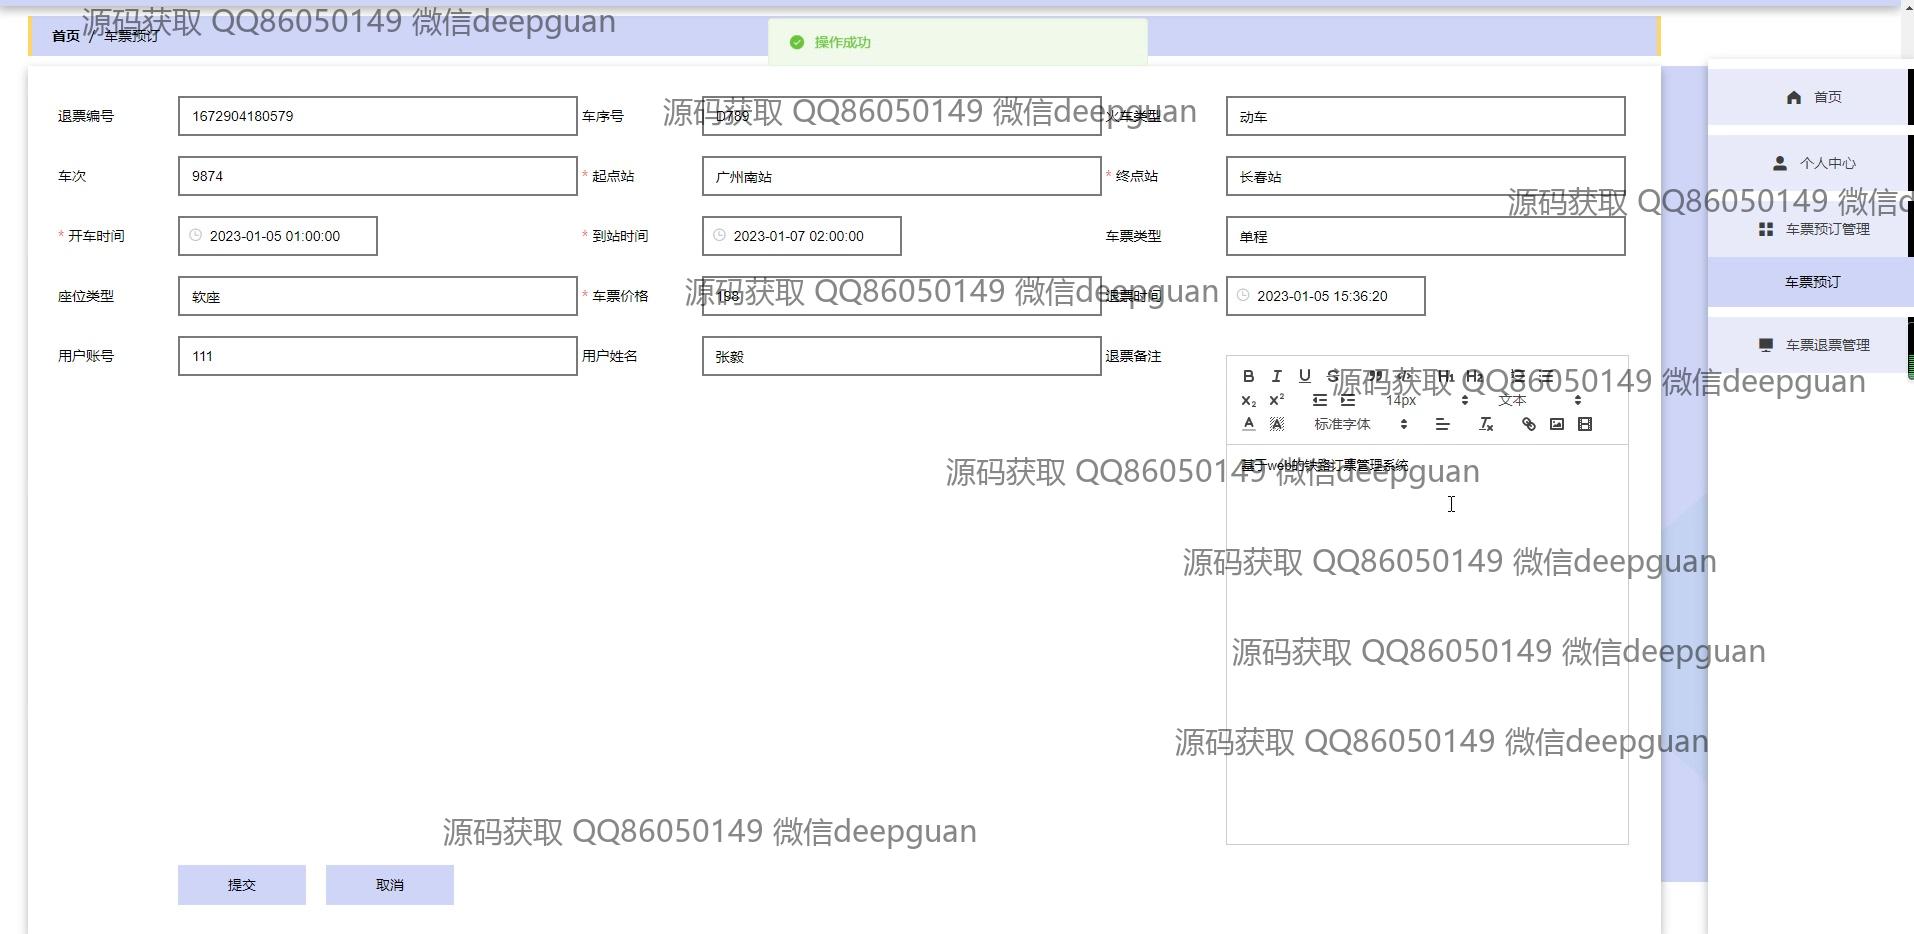 源码获取 QQ86050149 微信deepguan
首页 / 车票预订
操作成功
退票编号 1672904180579 车序号 D789 火车类型 动车
源码获取 QQ86050149 微信deepguan
首页
车次 9874 * 起点站 广州南站 * 终点站 长春站
个人中心
源码获取 QQ86050149 微信d
* 开车时间 2023-01-05 01:00:00 * 到站时间 2023-01-07 02:00:00 车票类型 单程
车票预订管理
车票预订
座位类型 软座 * 车票价格 198 退票时间 2023-01-05 15:36:20
源码获取 QQ86050149 微信deepguan
车票退票管理
用户账号 111 用户姓名 张毅 退票备注
B I U S H1 H2
源码获取 QQ86050149 微信deepguan
x2 x2 14px 文本
A A 标准字体 Tx
基于web的铁路订票管理系统
源码获取 QQ86050149 微信deepguan
源码获取 QQ86050149 微信deepguan
源码获取 QQ86050149 微信deepguan
源码获取 QQ86050149 微信deepguan
源码获取 QQ86050149 微信deepguan
提交 取消